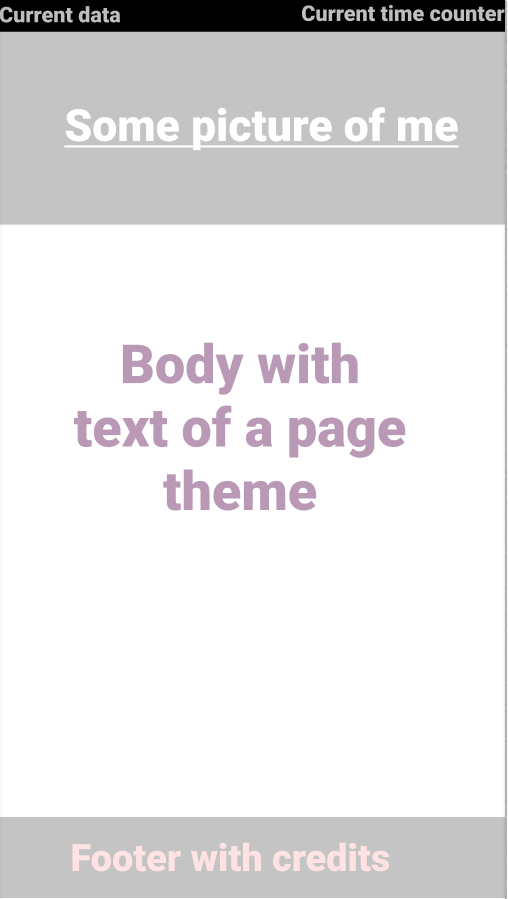 Current data
Current time counter
Some picture of me
Body with
text of a page
theme
Footer with credits